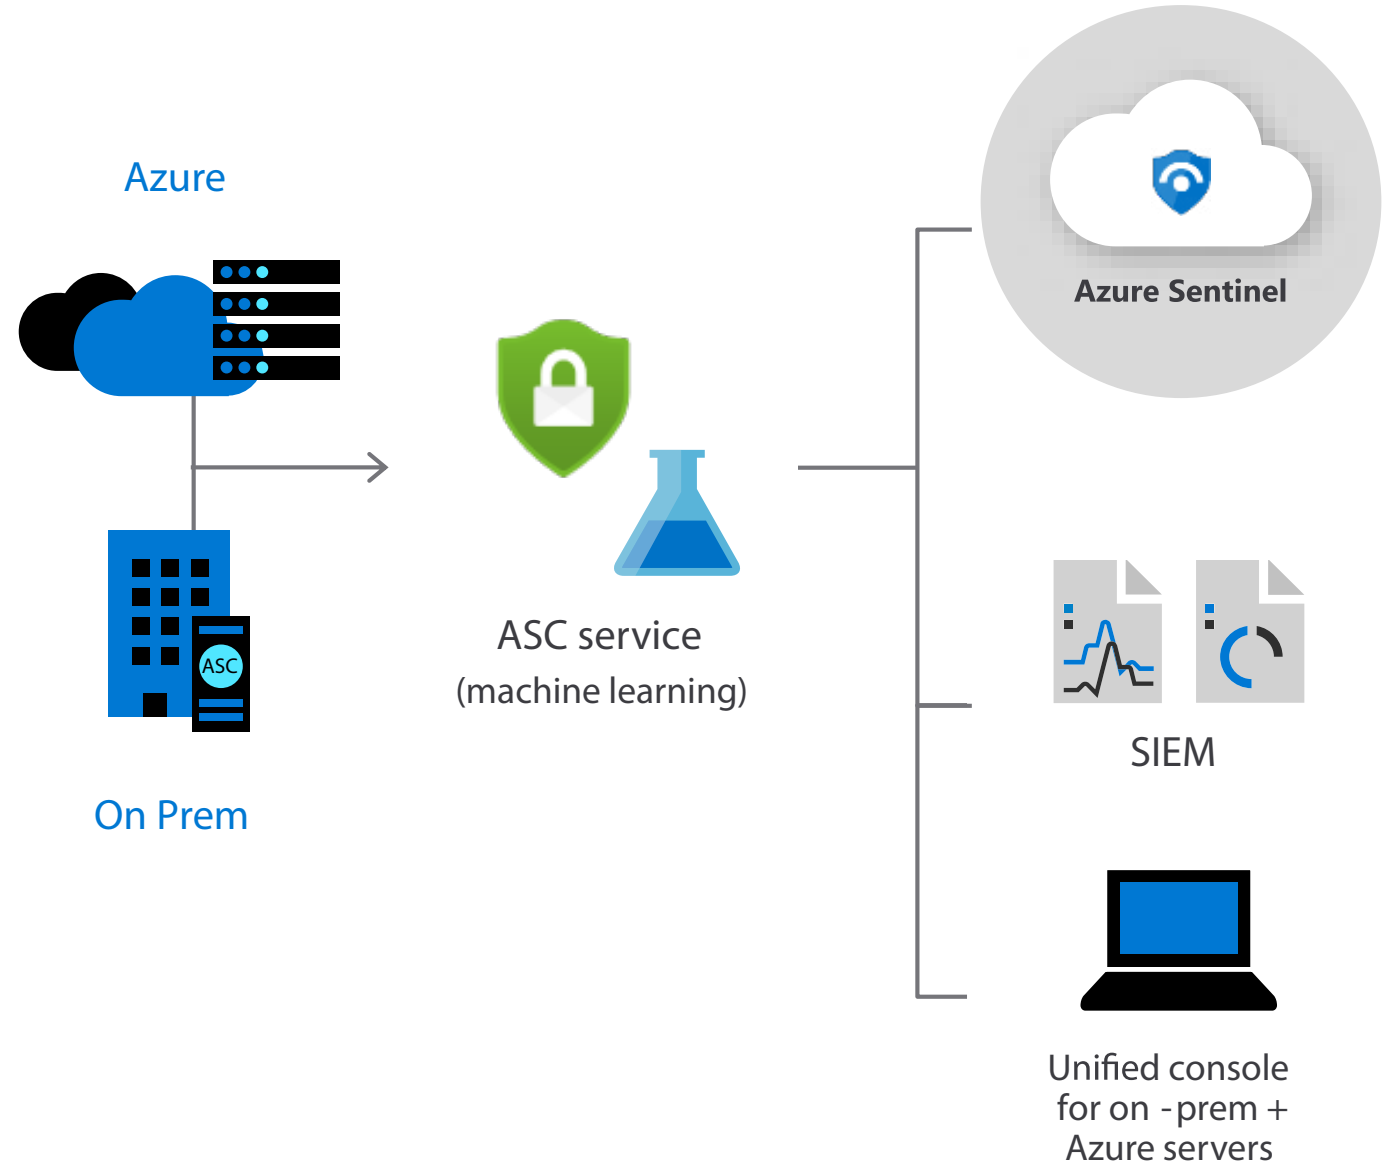 Azure
ASC
On Prem
ASC service
(machine learning)
Azure Sentinel
SIEM
Unified console
for on -prem +
Azure servers